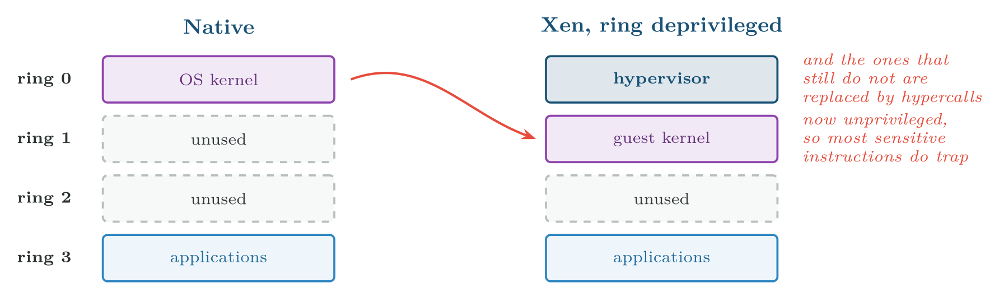 Native
Xen, ring deprivileged
ring 0
OS kernel
hypervisor
and the ones that
still do not are
replaced by hypercalls
ring 1
unused
guest kernel
now unprivileged,
so most sensitive
instructions do trap
ring 2
unused
unused
ring 3
applications
applications